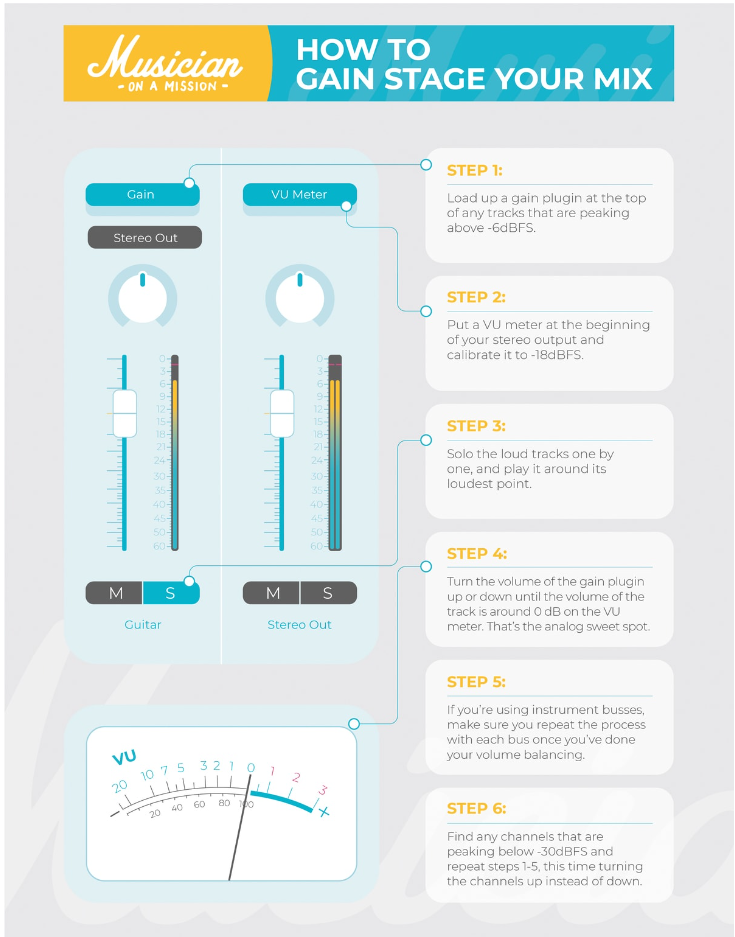 Musician
- ON A MISSION -
HOW TO
GAIN STAGE YOUR MIX
Gain
VU Meter
Stereo Out
0
3
6
9
12
15
18
21
24
30
35
40
45
50
60
0
3
6
9
12
15
18
21
24
30
35
40
45
50
60
M S
M S
Guitar
Stereo Out
VU
20 10 7 5 3 2 1 0 1 2 3
- +
20 40 60 80 100
STEP 1:
Load up a gain plugin at the top
of any tracks that are peaking
above -6dBFS.
STEP 2:
Put a VU meter at the beginning
of your stereo output and
calibrate it to -18dBFS.
STEP 3:
Solo the loud tracks one by
one, and play it around its
loudest point.
STEP 4:
Turn the volume of the gain plugin
up or down until the volume of the
track is around 0 dB on the VU
meter. That's the analog sweet spot.
STEP 5:
If you're using instrument busses,
make sure you repeat the process
with each bus once you've done
your volume balancing.
STEP 6:
Find any channels that are
peaking below -30dBFS and
repeat steps 1-5, this time turning
the channels up instead of down.